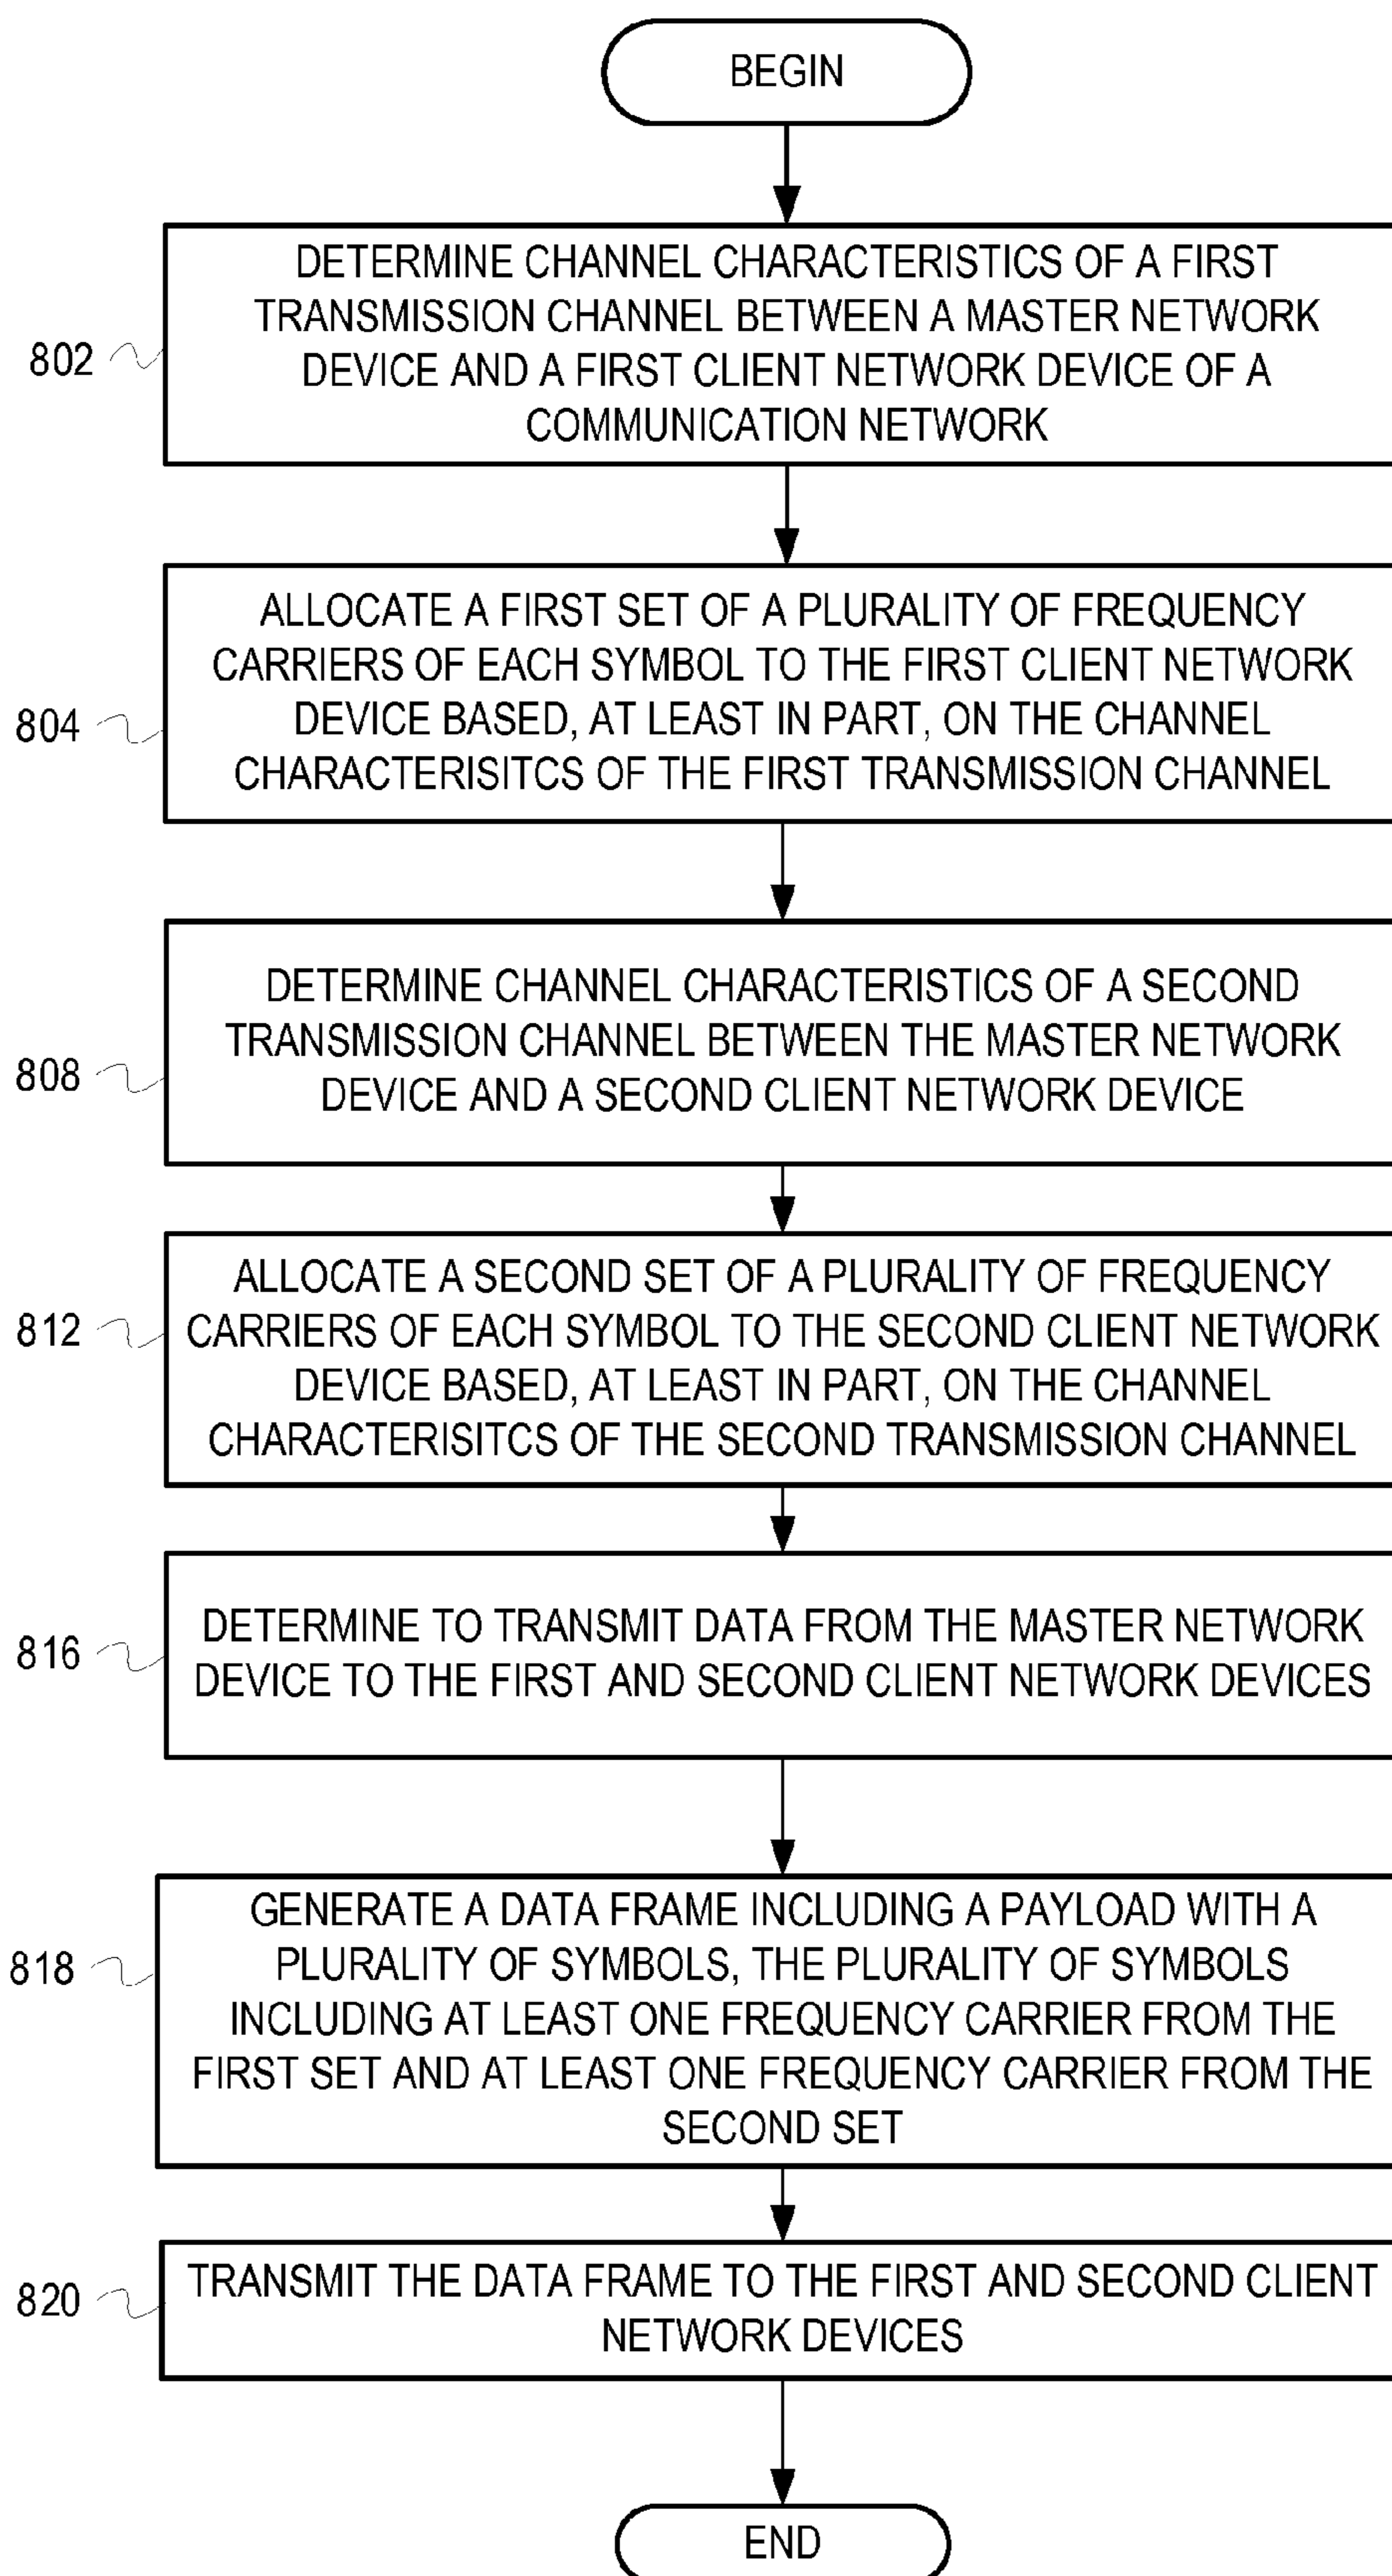 BEGIN
802
DETERMINE CHANNEL CHARACTERISTICS OF A FIRST
TRANSMISSION CHANNEL BETWEEN A MASTER NETWORK
DEVICE AND A FIRST CLIENT NETWORK DEVICE OF A
COMMUNICATION NETWORK
804
ALLOCATE A FIRST SET OF A PLURALITY OF FREQUENCY
CARRIERS OF EACH SYMBOL TO THE FIRST CLIENT NETWORK
DEVICE BASED, AT LEAST IN PART, ON THE CHANNEL
CHARACTERISITCS OF THE FIRST TRANSMISSION CHANNEL
808
DETERMINE CHANNEL CHARACTERISTICS OF A SECOND
TRANSMISSION CHANNEL BETWEEN THE MASTER NETWORK
DEVICE AND A SECOND CLIENT NETWORK DEVICE
812
ALLOCATE A SECOND SET OF A PLURALITY OF FREQUENCY
CARRIERS OF EACH SYMBOL TO THE SECOND CLIENT NETWORK
DEVICE BASED, AT LEAST IN PART, ON THE CHANNEL
CHARACTERISITCS OF THE SECOND TRANSMISSION CHANNEL
816
DETERMINE TO TRANSMIT DATA FROM THE MASTER NETWORK
DEVICE TO THE FIRST AND SECOND CLIENT NETWORK DEVICES
818
GENERATE A DATA FRAME INCLUDING A PAYLOAD WITH A
PLURALITY OF SYMBOLS, THE PLURALITY OF SYMBOLS
INCLUDING AT LEAST ONE FREQUENCY CARRIER FROM THE
FIRST SET AND AT LEAST ONE FREQUENCY CARRIER FROM THE
SECOND SET
820
TRANSMIT THE DATA FRAME TO THE FIRST AND SECOND CLIENT
NETWORK DEVICES
END